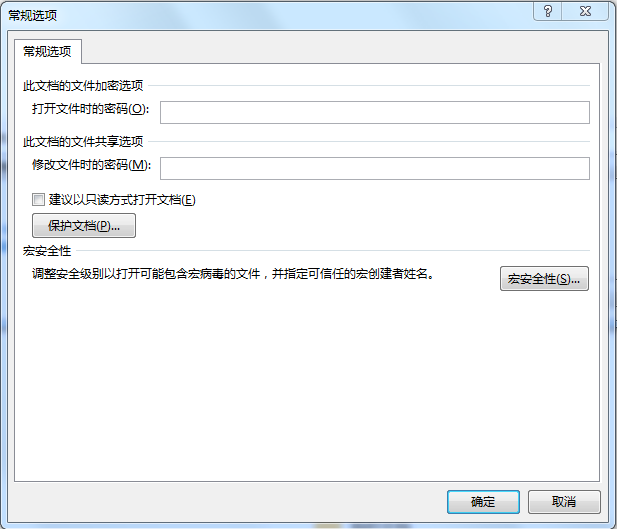 常规选项
常规选项
此文档的文件加密选项
打开文件时的密码(O):
此文档的文件共享选项
修改文件时的密码(M):
建议以只读方式打开文档(E)
保护文档(P)...
宏安全性
调整安全级别以打开可能包含宏病毒的文件，并指定可信任的宏创建者姓名。
宏安全性(S)...
确定 取消